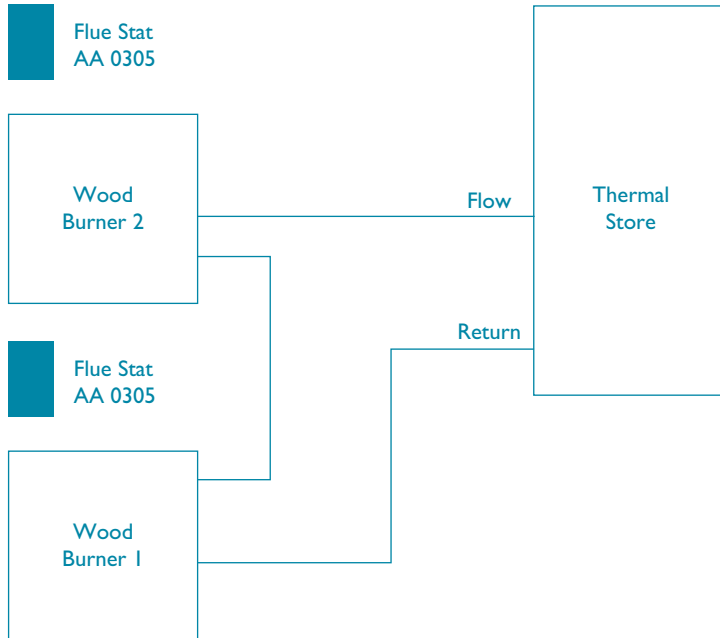 Flue Stat
AA 0305
Wood
Burner 2
Flow
Thermal
Store
Return
Flue Stat
AA 0305
Wood
Burner 1